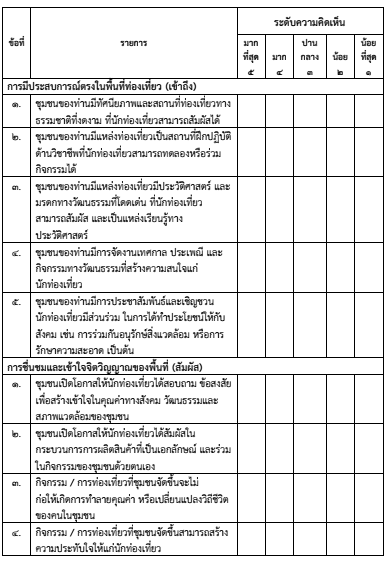 ข้อที่ รายการ ระดับความคิดเห็น
มากที่สุด ๕ มาก ๔ ปานกลาง ๓ น้อย ๒ น้อยที่สุด ๑
การมีประสบการณ์ตรงในพื้นที่ท่องเที่ยว (เข้าถึง)
๑. ชุมชนของท่านมีทัศนียภาพและสถานที่ท่องเที่ยวทาง
ธรรมชาติที่งดงาม ที่นักท่องเที่ยวสามารถสัมผัสได้
๒. ชุมชนของท่านมีแหล่งท่องเที่ยวเป็นสถานที่ฝึกปฏิบัติ
ด้านวิชาชีพที่นักท่องเที่ยวสามารถทดลองหรือร่วม
กิจกรรมได้
๓. ชุมชนของท่านมีแหล่งท่องเที่ยวมีประวัติศาสตร์ และ
มรดกทางวัฒนธรรมที่โดดเด่น ที่นักท่องเที่ยว
สามารถสัมผัส และเป็นแหล่งเรียนรู้ทาง
ประวัติศาสตร์
๔. ชุมชนของท่านมีการจัดงานเทศกาล ประเพณี และ
กิจกรรมทางวัฒนธรรมที่สร้างความสนใจแก่
นักท่องเที่ยว
๕. ชุมชนของท่านมีการประชาสัมพันธ์และเชิญชวน
นักท่องเที่ยวมีส่วนร่วม ในการได้ทำประโยชน์ให้กับ
สังคม เช่น การร่วมกันอนุรักษ์สิ่งแวดล้อม หรือการ
รักษาความสะอาด เป็นต้น
การชื่นชมและเข้าใจจิตวิญญาณของพื้นที่ (สัมผัส)
๑. ชุมชนเปิดโอกาสให้นักท่องเที่ยวได้สอบถาม ข้อสงสัย
เพื่อสร้างเข้าใจในคุณค่าทางสังคม วัฒนธรรมและ
สภาพแวดล้อมของชุมชน
๒. ชุมชนเปิดโอกาสให้นักท่องเที่ยวได้สัมผัสใน
กระบวนการการผลิตสินค้าที่เป็นเอกลักษณ์ และร่วม
ในกิจกรรมของชุมชนด้วยตนเอง
๓. กิจกรรม / การท่องเที่ยวที่ชุมชนจัดขึ้นจะไม่
ก่อให้เกิดการทำลายคุณค่า หรือเปลี่ยนแปลงวิถีชีวิต
ของคนในชุมชน
๔. กิจกรรม / การท่องเที่ยวที่ชุมชนจัดขึ้นสามารถสร้าง
ความประทับใจให้แก่นักท่องเที่ยว